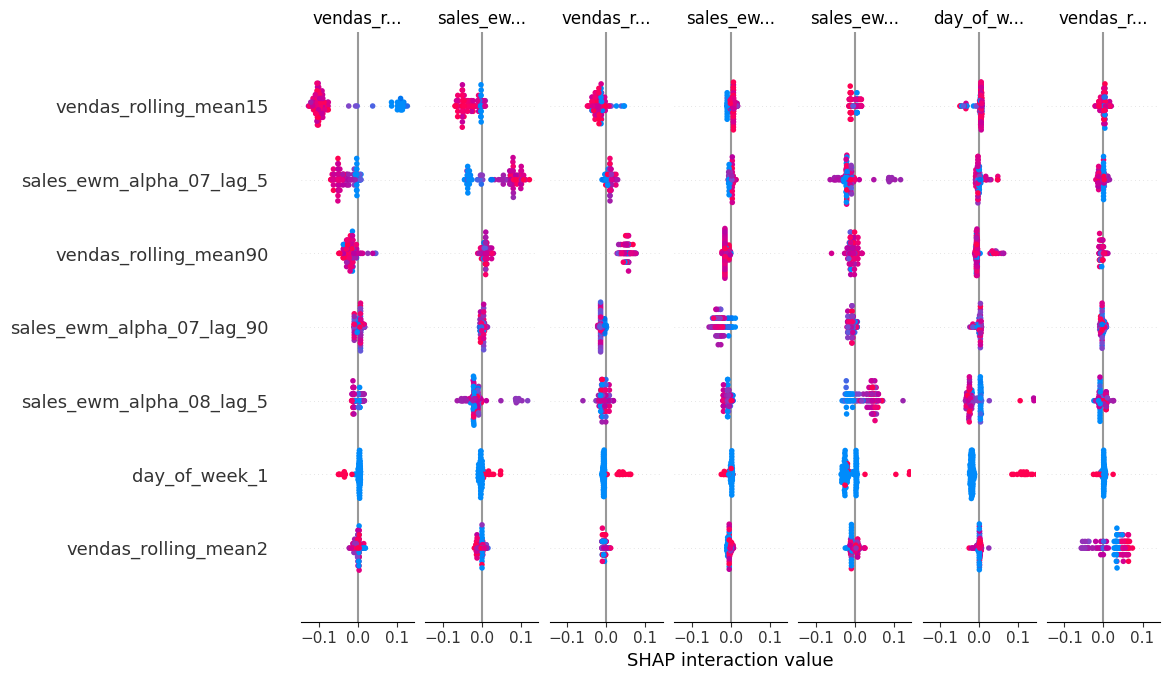 vendas_r... sales_ew... vendas_r... sales_ew... sales_ew... day_of_w... vendas_r...
vendas_rolling_mean15
sales_ewm_alpha_07_lag_5
vendas_rolling_mean90
sales_ewm_alpha_07_lag_90
sales_ewm_alpha_08_lag_5
day_of_week_1
vendas_rolling_mean2
−0.1 0.0 0.1 −0.1 0.0 0.1 −0.1 0.0 0.1 −0.1 0.0 0.1 −0.1 0.0 0.1 −0.1 0.0 0.1 −0.1 0.0 0.1
SHAP interaction value